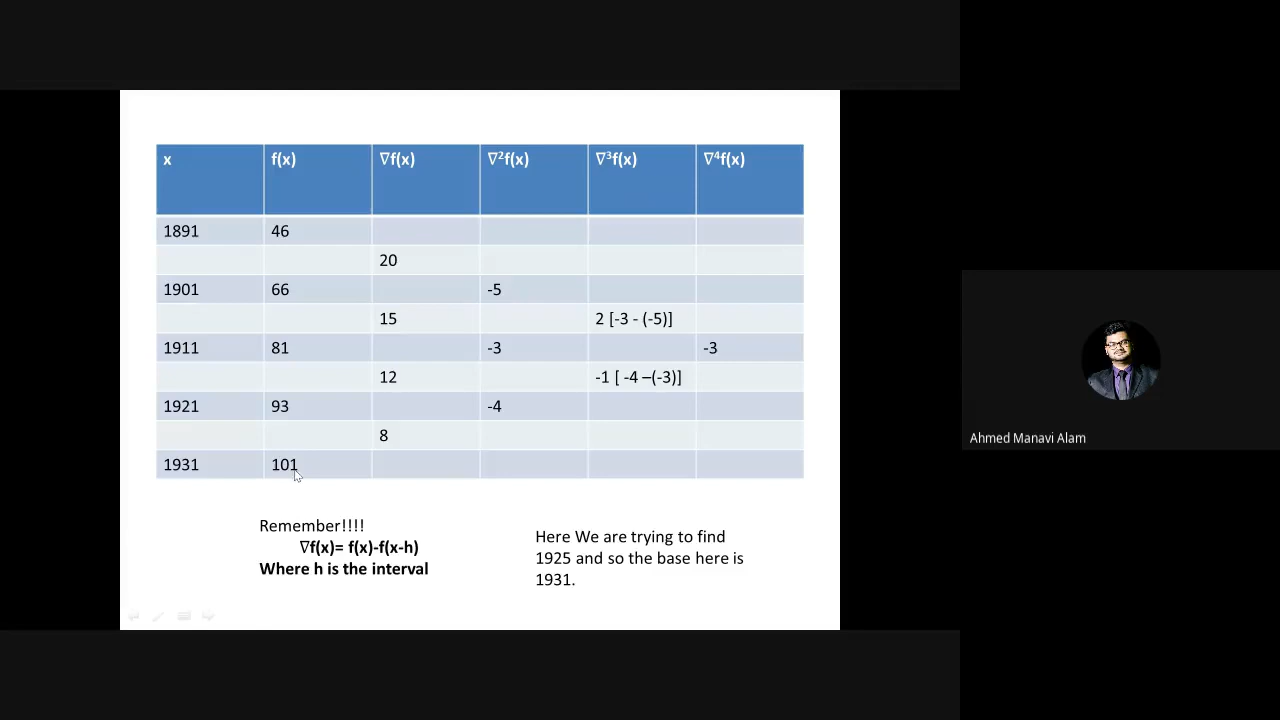 x f(x) ∇f(x) ∇²f(x) ∇³f(x) ∇⁴f(x)
1891 46
20
1901 66 -5
15 2 [-3 - (-5)]
1911 81 -3 -3
12 -1 [ -4 –(-3)]
1921 93 -4
8
1931 101
Remember!!!!
∇f(x)= f(x)-f(x-h)
Where h is the interval
Here We are trying to find
1925 and so the base here is
1931.
Ahmed Manavi Alam